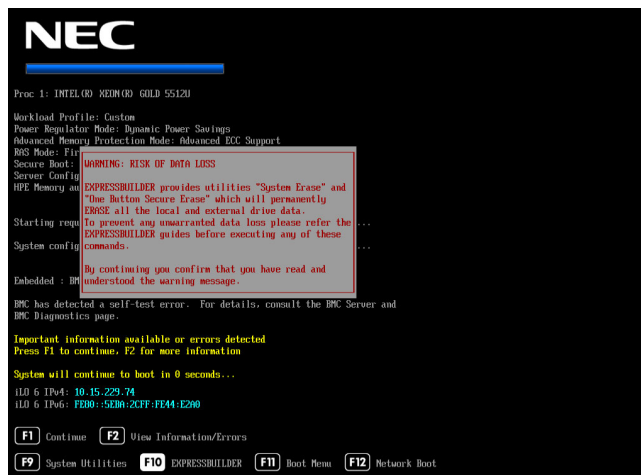 NEC
Proc 1: INTEL(R) XEON(R) GOLD 5512U
Workload Profile: Custom
Power Regulator Mode: Dynamic Power Savings
Advanced Memory Protection Mode: Advanced ECC Support
RAS Mode: Fir
Secure Boot:
Server Config
HPE Memory au
WARNING: RISK OF DATA LOSS
EXPRESSBUILDER provides utilities "System Erase" and
"One Button Secure Erase" which will permanently
ERASE all the local and external drive data.
To prevent any unwarranted data loss please refer the
EXPRESSBUILDER guides before executing any of these
commands.
By continuing you confirm that you have read and
understood the warning message.
Starting requ ...
System config ...
Embedded : BM
BMC has detected a self-test error. For details, consult the BMC Server and
BMC Diagnostics page.
Important information available or errors detected
Press F1 to continue, F2 for more information
System will continue to boot in 0 seconds...
iLO 6 IPv4: 10.15.229.74
iLO 6 IPv6: FE80::5EBA:2CFF:FE44:E2A0
F1 Continue F2 View Information/Errors
F9 System Utilities F10 EXPRESSBUILDER F11 Boot Menu F12 Network Boot